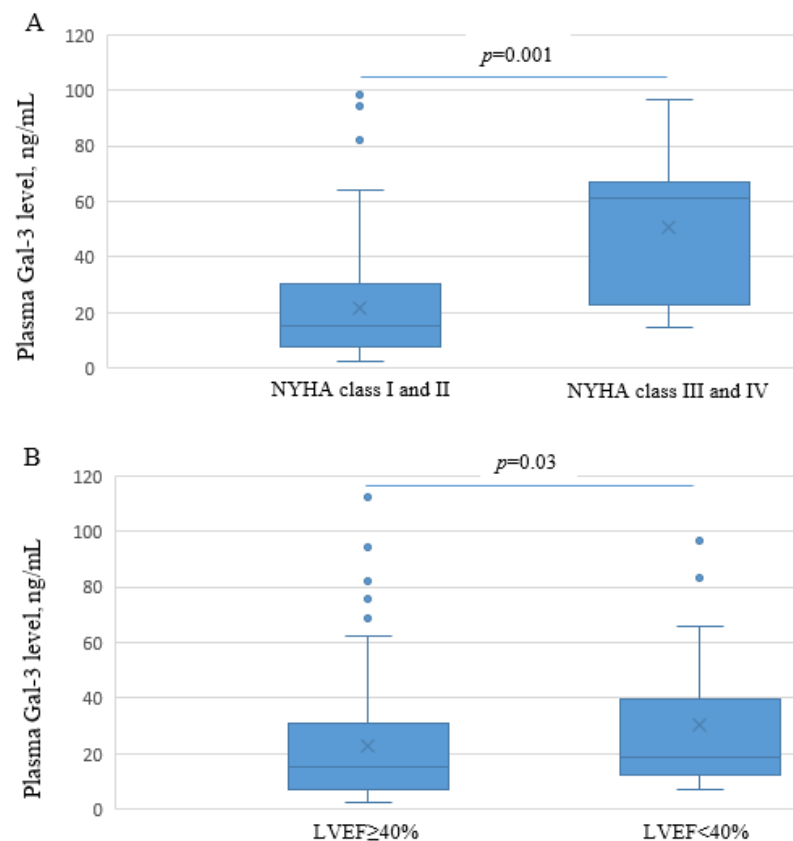 A
120
p=0.001
100
80
60
40
20
0
Plasma Gal-3 level, ng/mL
NYHA class I and II
NYHA class III and IV
B
120
p=0.03
100
80
60
40
20
0
Plasma Gal-3 level, ng/mL
LVEF≥40%
LVEF<40%